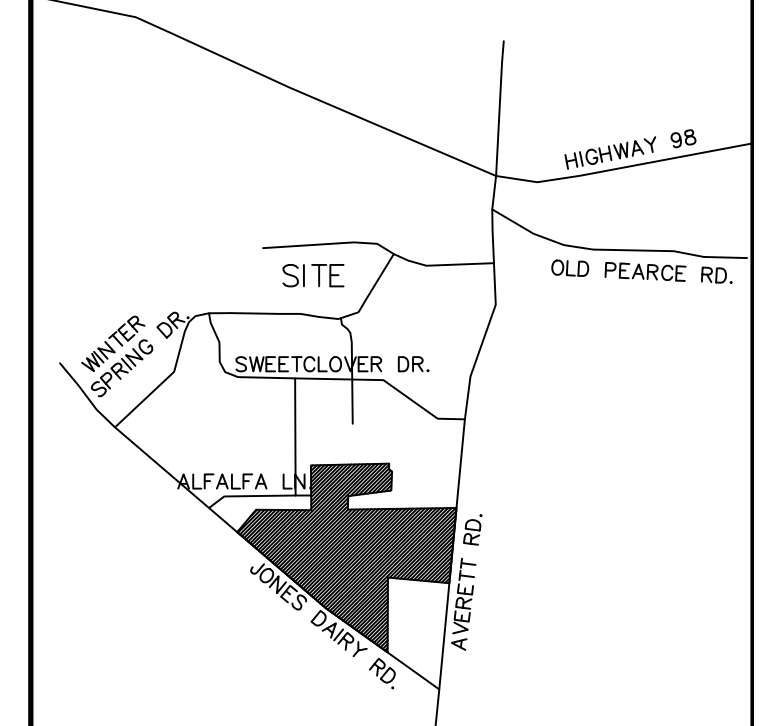 HIGHWAY 98
OLD PEARCE RD.
SITE
WINTER
SPRING DR.
SWEETCLOVER DR.
ALFALFA LN.
JONES DAIRY RD.
AVERETT RD.